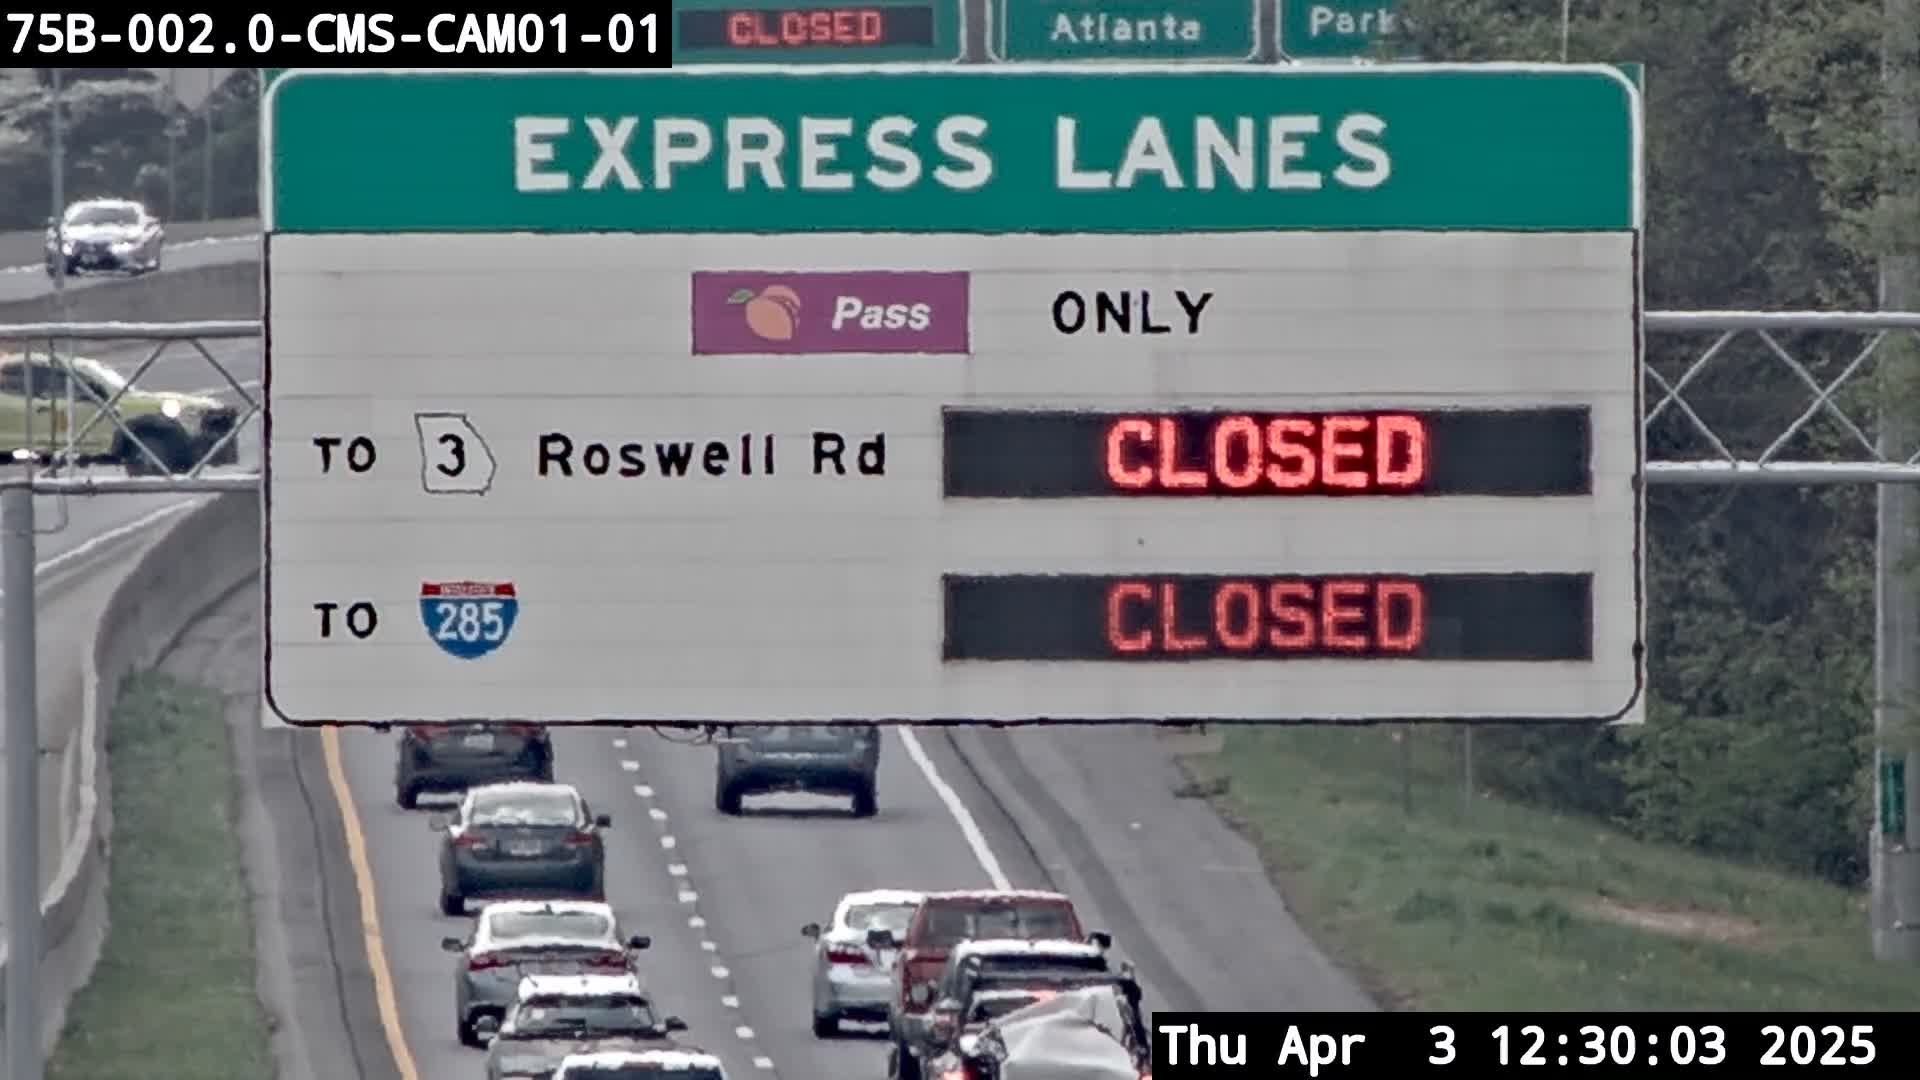 75B-002.0-CMS-CAM01-01
CLOSED
Atlanta
Park
EXPRESS LANES
Pass ONLY
TO 3 Roswell Rd CLOSED
TO 285 CLOSED
Thu Apr 3 12:30:03 2025